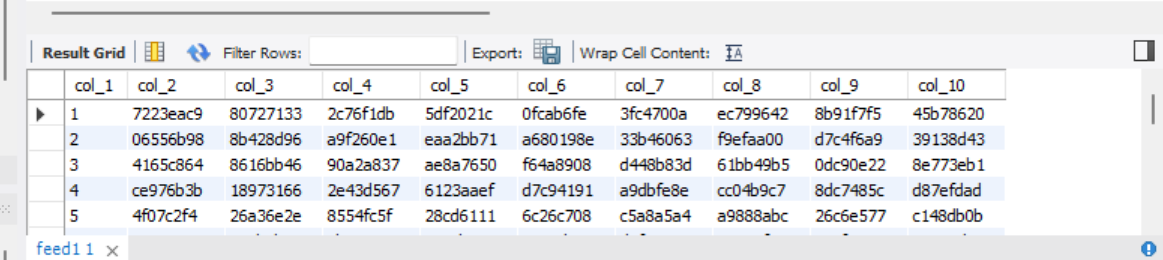 Result Grid Filter Rows: Export: Wrap Cell Content:
col_1 col_2 col_3 col_4 col_5 col_6 col_7 col_8 col_9 col_10
1 7223eac9 80727133 2c76f1db 5df2021c 0fcab6fe 3fc4700a ec799642 8b91f7f5 45b78620
2 06556b98 8b428d96 a9f260e1 eaa2bb71 a680198e 33b46063 f9efaa00 d7c4f6a9 39138d43
3 4165c864 8616bb46 90a2a837 ae8a7650 f64a8908 d448b83d 61bb49b5 0dc90e22 8e773eb1
4 ce976b3b 18973166 2e43d567 6123aaef d7c94191 a9dbfe8e cc04b9c7 8dc7485c d87efdad
5 4f07c2f4 26a36e2e 8554fc5f 28cd6111 6c26c708 c5a8a5a4 a9888abc 26c6e577 c148db0b
feed1 1